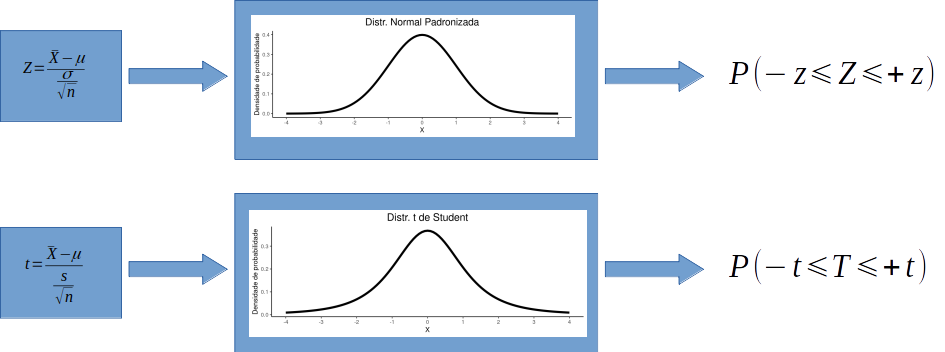 Z = X̄ − μ / σ / √n
Distr. Normal Padronizada
Densidade de probabilidade
0.4
0.3
0.2
0.1
0.0
-4 -3 -2 -1 0 1 2 3 4
X
P(− z ⩽ Z ⩽ + z)
t = X̄ − μ / s / √n
Distr. t de Student
Densidade de probabilidade
0.3
0.2
0.1
0.0
-4 -3 -2 -1 0 1 2 3 4
X
P(− t ⩽ T ⩽ + t)